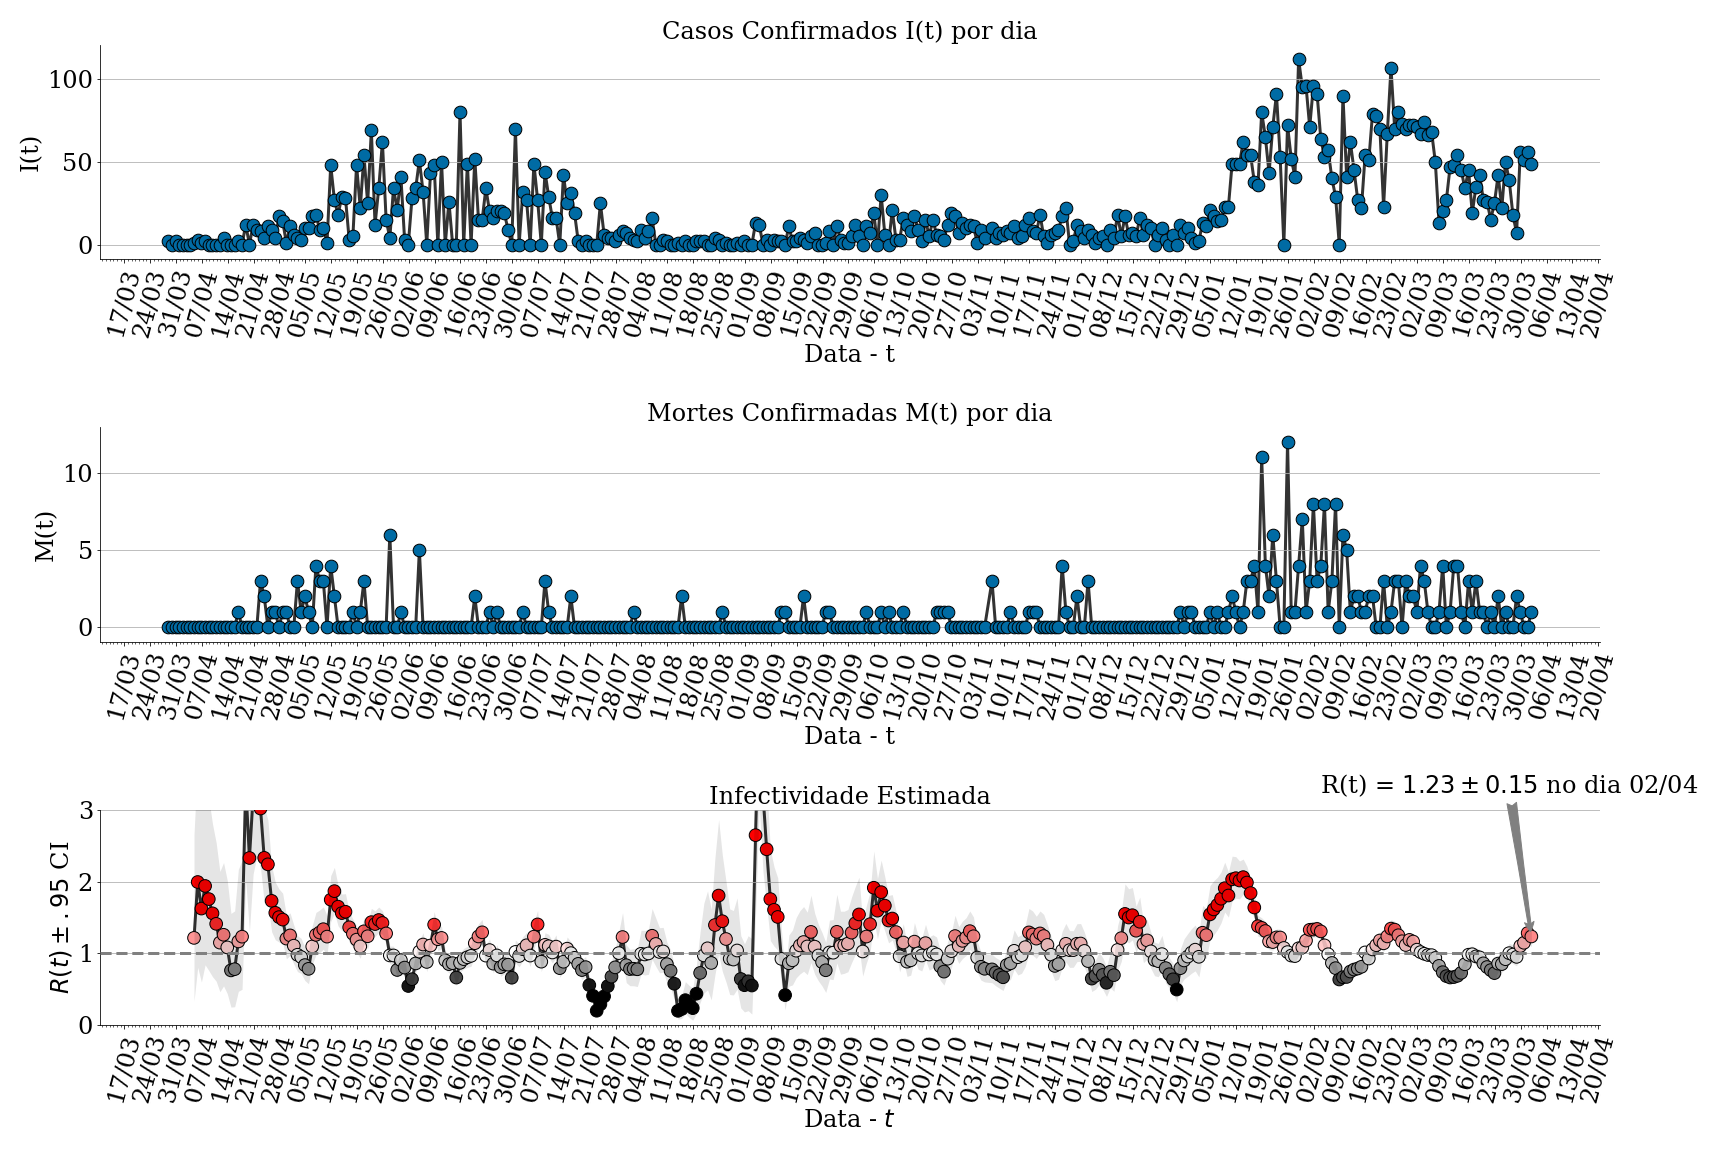 Casos Confirmados I(t) por dia
I(t)
100
50
0
17/03 24/03 31/03 07/04 14/04 21/04 28/04 05/05 12/05 19/05 26/05 02/06 09/06 16/06 23/06 30/06 07/07 14/07 21/07 28/07 04/08 11/08 18/08 25/08 01/09 08/09 15/09 22/09 29/09 06/10 13/10 20/10 27/10 03/11 10/11 17/11 24/11 01/12 08/12 15/12 22/12 29/12 05/01 12/01 19/01 26/01 02/02 09/02 16/02 23/02 02/03 09/03 16/03 23/03 30/03 06/04 13/04 20/04
Data - t
Mortes Confirmadas M(t) por dia
M(t)
10
5
0
17/03 24/03 31/03 07/04 14/04 21/04 28/04 05/05 12/05 19/05 26/05 02/06 09/06 16/06 23/06 30/06 07/07 14/07 21/07 28/07 04/08 11/08 18/08 25/08 01/09 08/09 15/09 22/09 29/09 06/10 13/10 20/10 27/10 03/11 10/11 17/11 24/11 01/12 08/12 15/12 22/12 29/12 05/01 12/01 19/01 26/01 02/02 09/02 16/02 23/02 02/03 09/03 16/03 23/03 30/03 06/04 13/04 20/04
Data - t
R(t) = 1.23 ± 0.15 no dia 02/04
Infectividade Estimada
R(t) ± .95 CI
3
2
1
0
17/03 24/03 31/03 07/04 14/04 21/04 28/04 05/05 12/05 19/05 26/05 02/06 09/06 16/06 23/06 30/06 07/07 14/07 21/07 28/07 04/08 11/08 18/08 25/08 01/09 08/09 15/09 22/09 29/09 06/10 13/10 20/10 27/10 03/11 10/11 17/11 24/11 01/12 08/12 15/12 22/12 29/12 05/01 12/01 19/01 26/01 02/02 09/02 16/02 23/02 02/03 09/03 16/03 23/03 30/03 06/04 13/04 20/04
Data - t